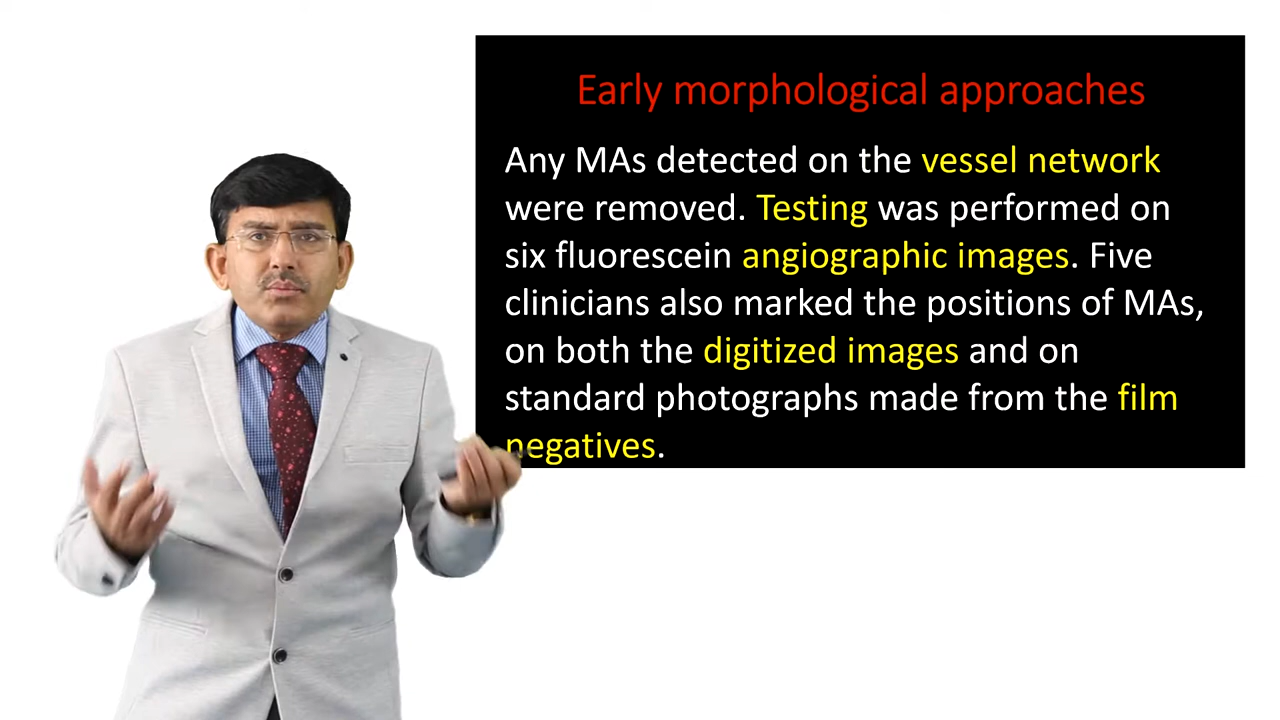 Early morphological approaches
Any MAs detected on the vessel network
were removed. Testing was performed on
six fluorescein angiographic images. Five
clinicians also marked the positions of MAs,
on both the digitized images and on
standard photographs made from the film
negatives.